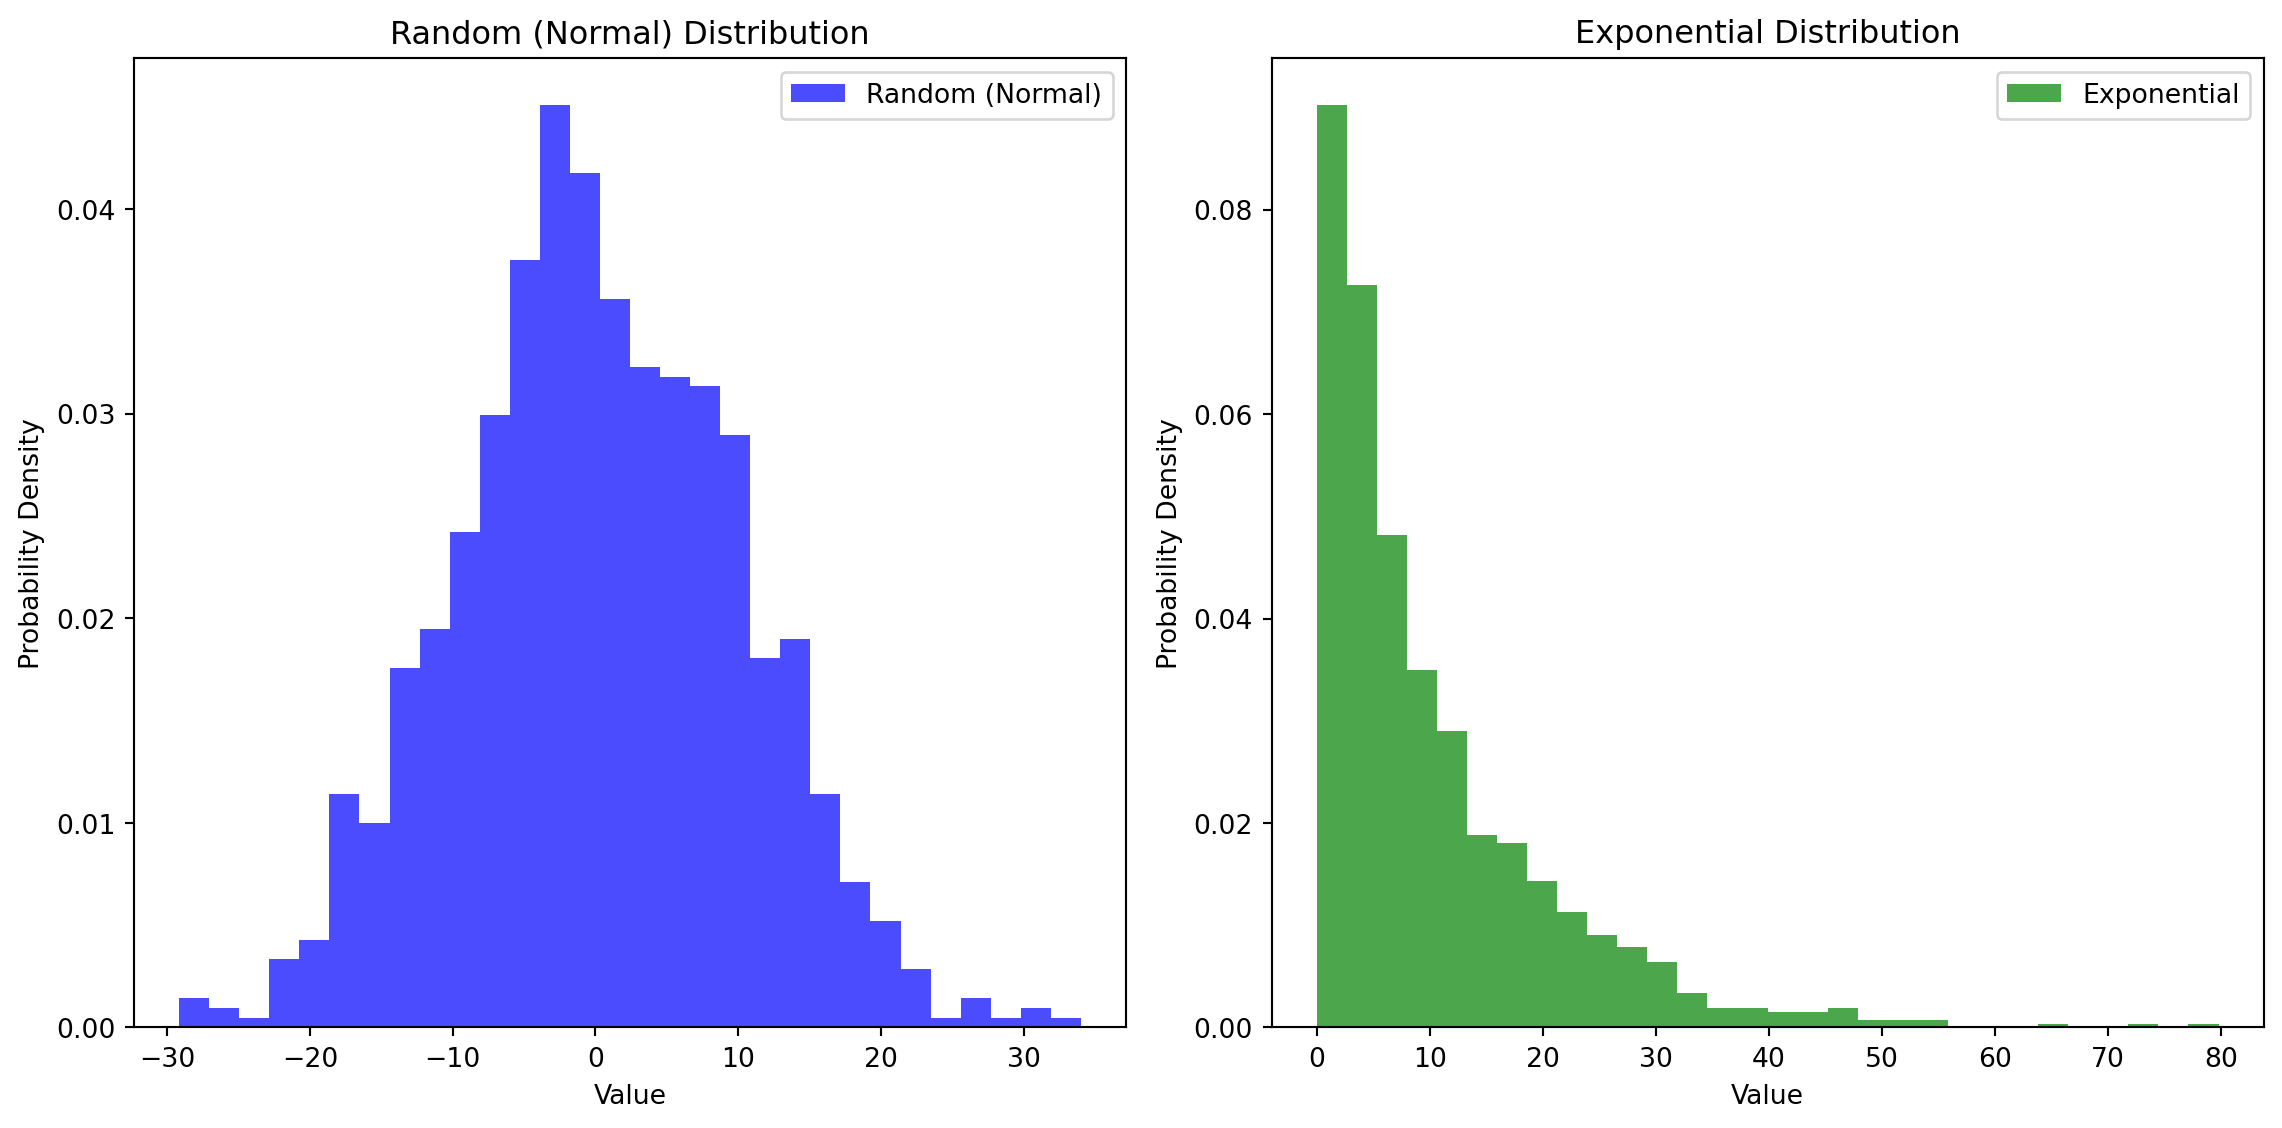 Random (Normal) Distribution
Random (Normal)
0.04
0.03
0.02
0.01
0.00
Probability Density
−30 −20 −10 0 10 20 30
Value
Exponential Distribution
Exponential
0.08
0.06
0.04
0.02
0.00
Probability Density
0 10 20 30 40 50 60 70 80
Value